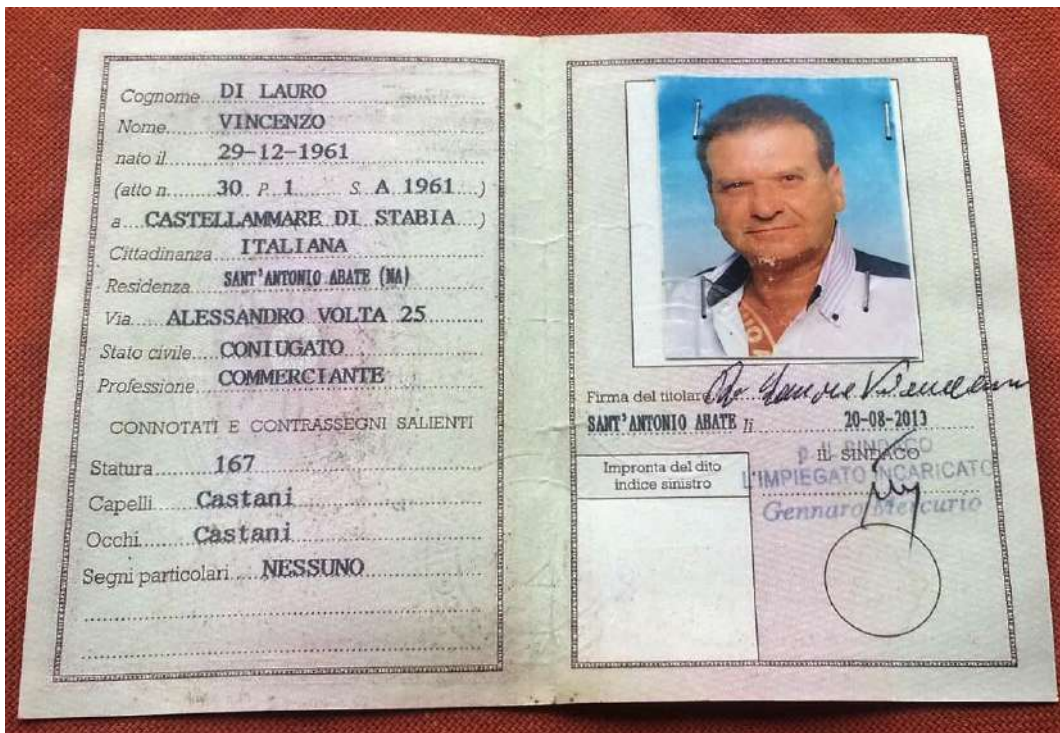 Cognome DI LAURO
Nome VINCENZO
nato il 29-12-1961
(atto n. 30 P. 1 S. A 1961 )
a CASTELLAMMARE DI STABIA )
Cittadinanza ITALIANA
Residenza SANT'ANTONIO ABATE (NA)
Via ALESSANDRO VOLTA 25
Stato civile CONIUGATO
Professione COMMERCIANTE
CONNOTATI E CONTRASSEGNI SALIENTI
Statura 167
Capelli Castani
Occhi Castani
Segni particolari NESSUNO
Firma del titolare
SANT'ANTONIO ABATE li 20-08-2013
p. IL SINDACO
IL SINDACO
L'IMPIEGATO INCARICATO
Gennaro Mercurio
Impronta del dito
indice sinistro